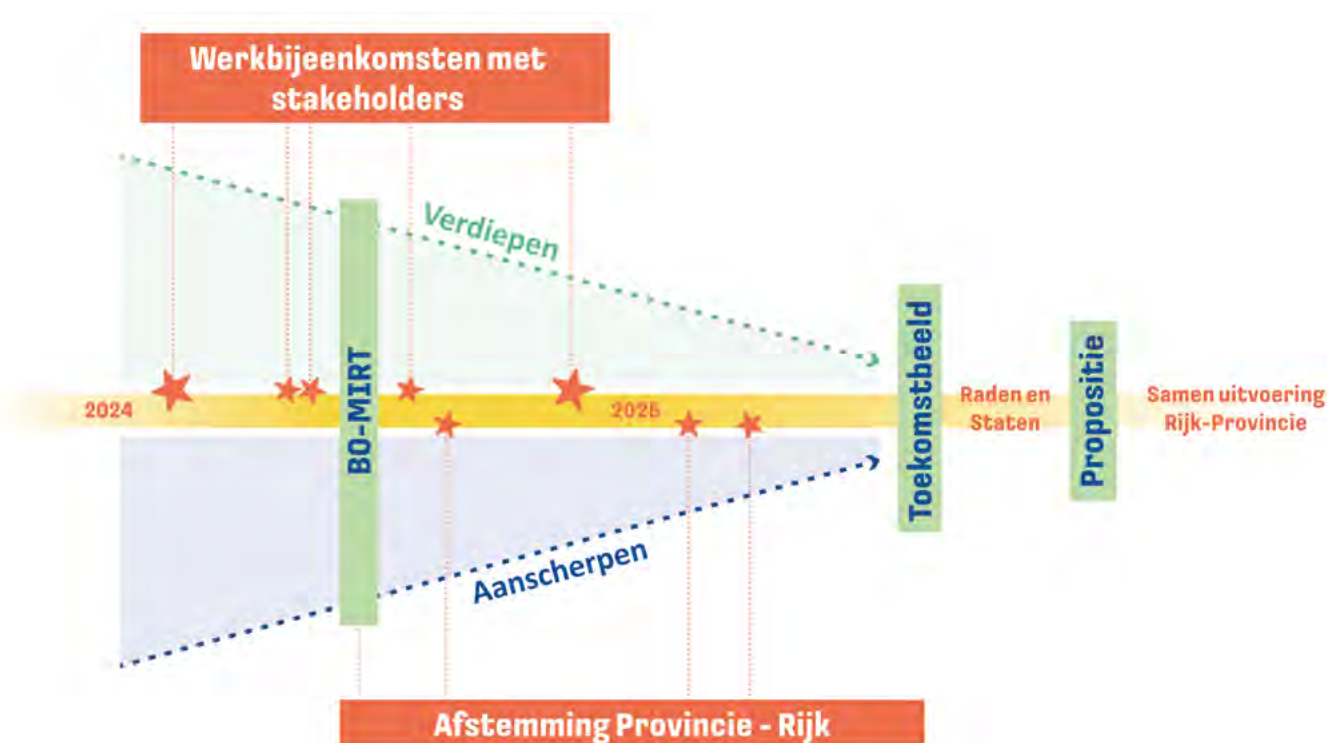 Werkbijeenkomsten met
stakeholders
Verdiepen
2024
BO-MIRT
2025
Toekomstbeeld
Raden en
Staten
Propositie
Samen uitvoering
Rijk-Provincie
Aanscherpen
Afstemming Provincie - Rijk